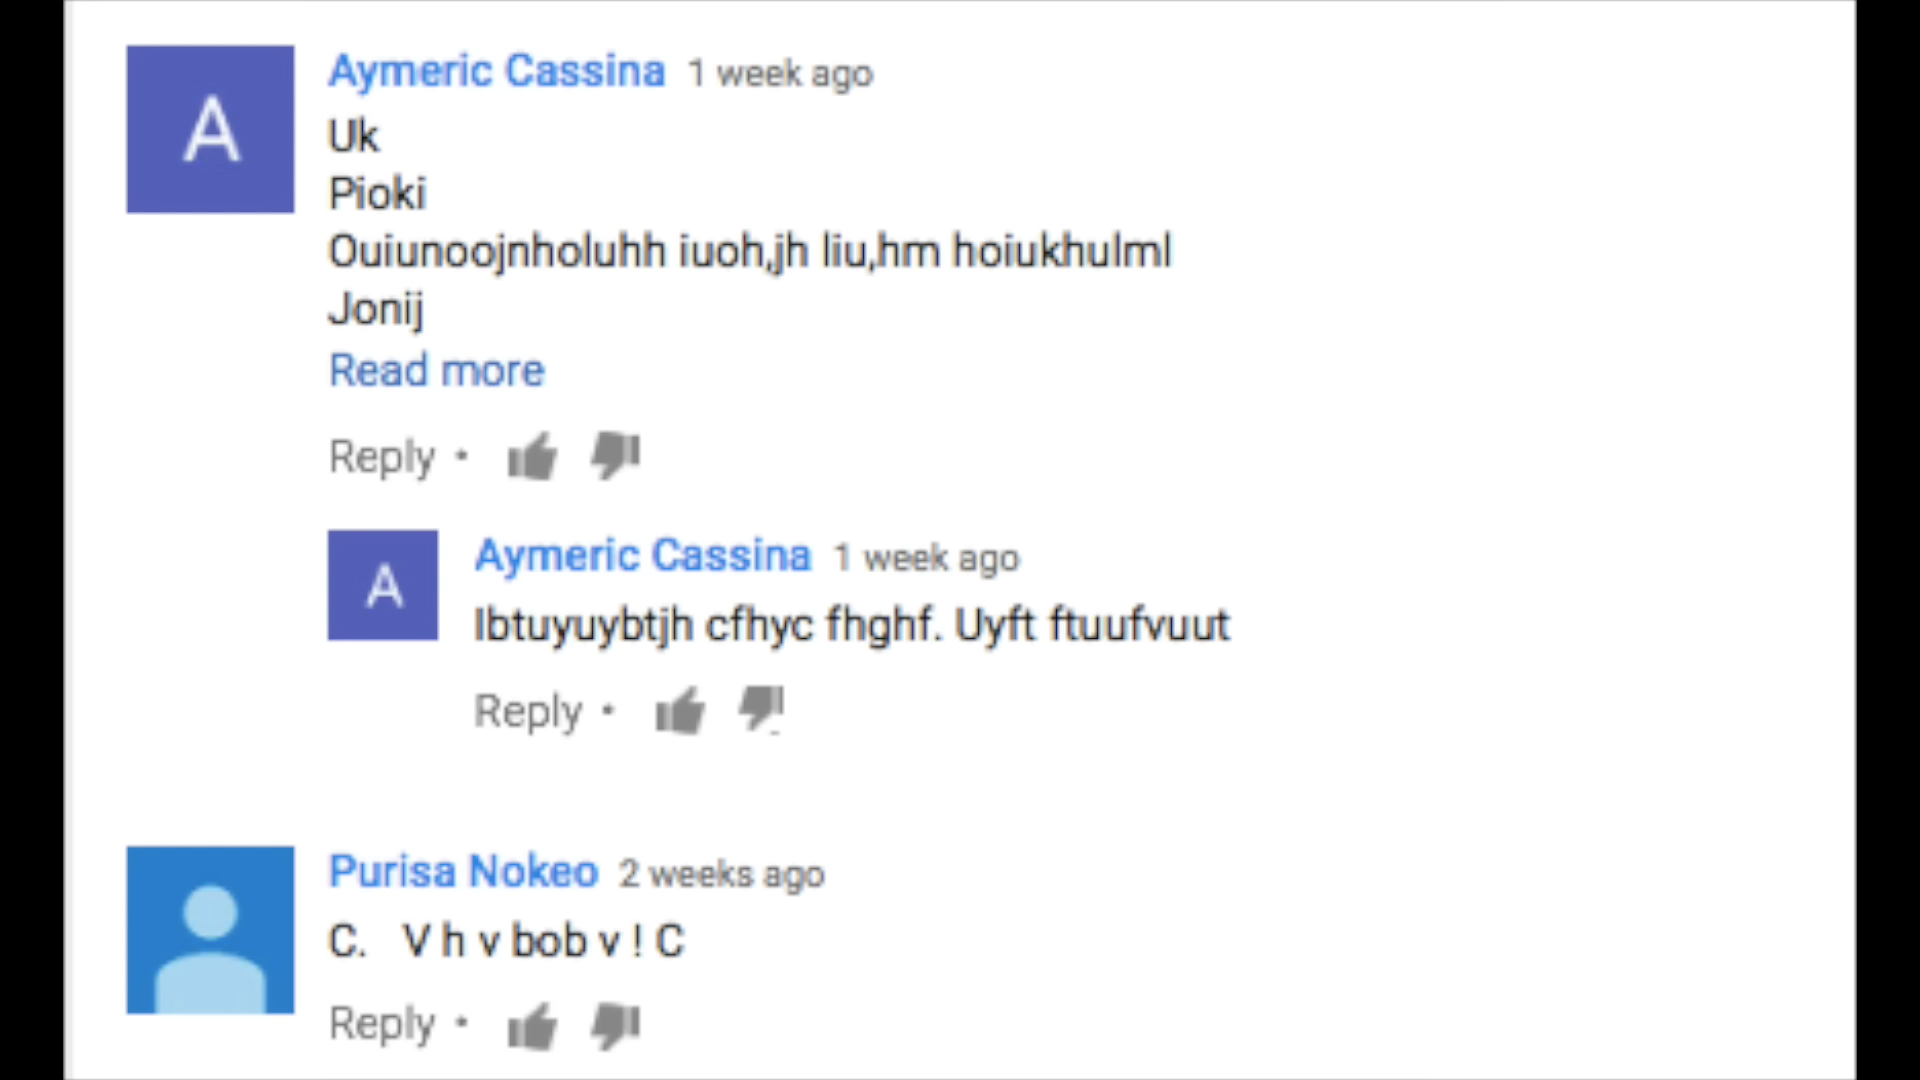 A
Aymeric Cassina 1 week ago
Uk
Pioki
Ouiunoojnholuhh iuoh,jh liu,hm hoiukhulml
Jonij
Read more
Reply •
A
Aymeric Cassina 1 week ago
Ibtuyuybtjh cfhyc fhghf. Uyft ftuufvuut
Reply •
Purisa Nokeo 2 weeks ago
C.   V h v bob v ! C
Reply •